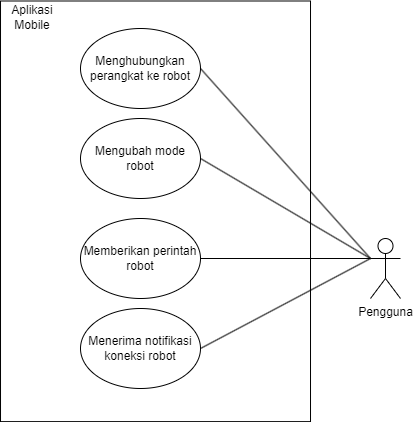 Aplikasi
Mobile
Menghubungkan
perangkat ke robot
Mengubah mode
robot
Memberikan perintah
robot
Menerima notifikasi
koneksi robot
Pengguna